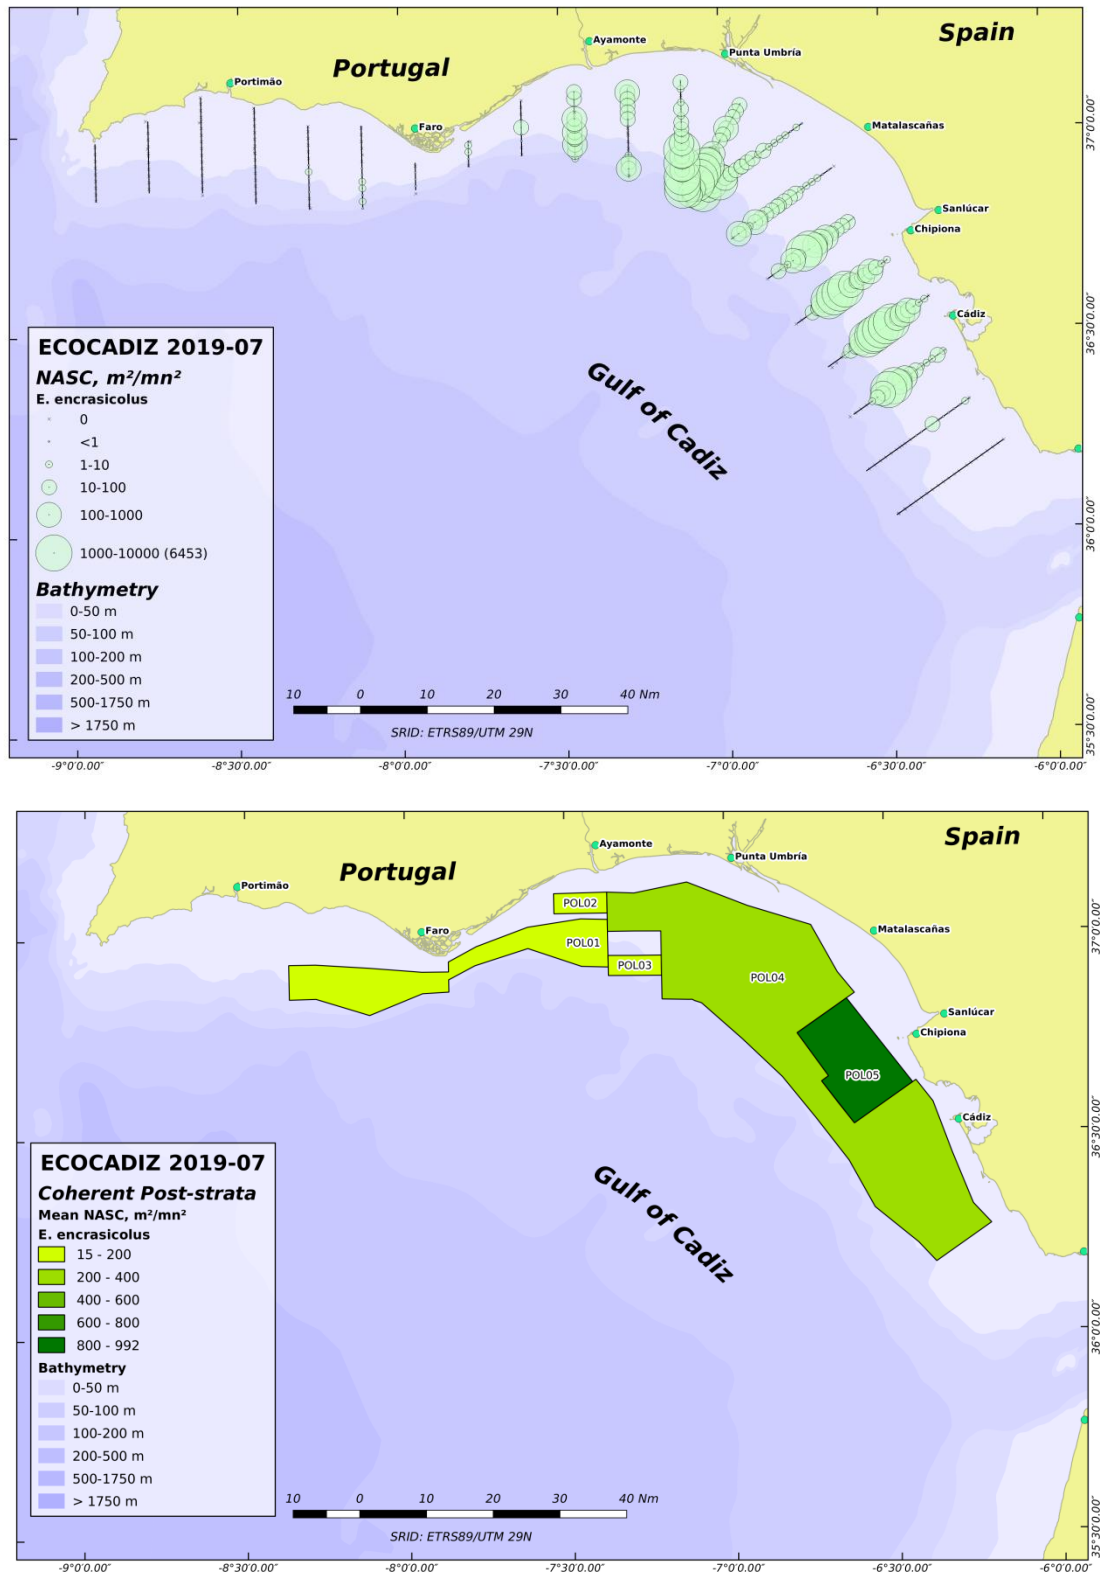 Spain
Ayamonte
Punta Umbría
Portugal
Portimão
Faro
Matalascañas
37°0'0.00″
Sanlúcar
Chipiona
Cádiz
36°30'0.00″
ECOCADIZ 2019-07
NASC, m²/mn²
E. encrasicolus
0
<1
1-10
10-100
100-1000
1000-10000 (6453)
Bathymetry
0-50 m
50-100 m
100-200 m
200-500 m
500-1750 m
> 1750 m
Gulf of Cadiz
36°0'0.00″
10 0 10 20 30 40 Nm
SRID: ETRS89/UTM 29N
35°30'0.00″
-9°0'0.00″ -8°30'0.00″ -8°0'0.00″ -7°30'0.00″ -7°0'0.00″ -6°30'0.00″ -6°0'0.00″
Spain
Ayamonte
Punta Umbría
Portugal
Portimão
POL02
Faro
Matalascañas
37°0'0.00″
POL01
POL03
POL04
Sanlúcar
Chipiona
POL05
Cádiz
36°30'0.00″
ECOCADIZ 2019-07
Coherent Post-strata
Mean NASC, m²/mn²
E. encrasicolus
15 - 200
200 - 400
400 - 600
600 - 800
800 - 992
Bathymetry
0-50 m
50-100 m
100-200 m
200-500 m
500-1750 m
> 1750 m
Gulf of Cadiz
36°0'0.00″
10 0 10 20 30 40 Nm
SRID: ETRS89/UTM 29N
35°30'0.00″
-9°0'0.00″ -8°30'0.00″ -8°0'0.00″ -7°30'0.00″ -7°0'0.00″ -6°30'0.00″ -6°0'0.00″